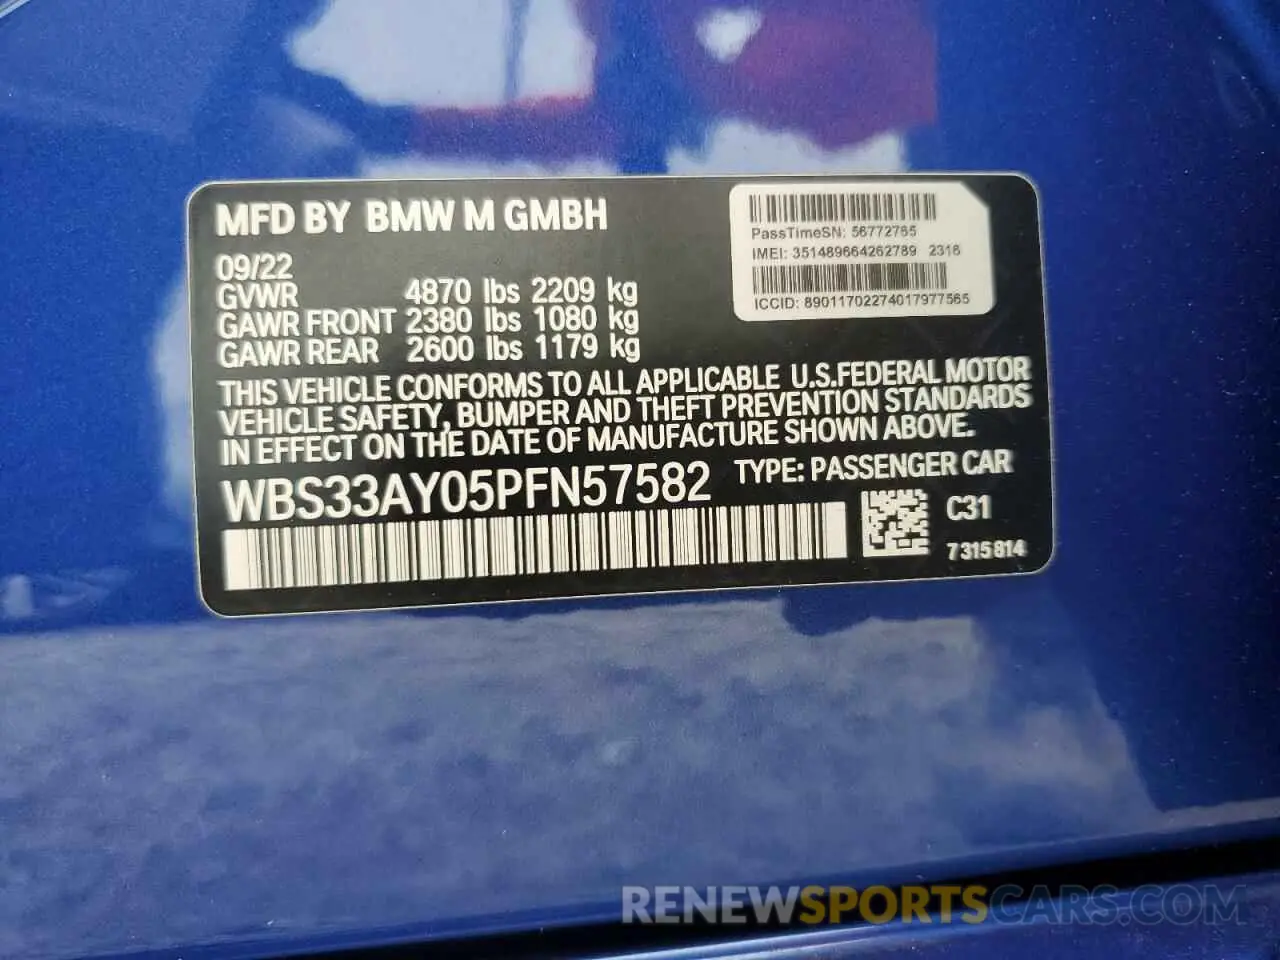 MFD BY BMW M GMBH
09/22
GVWR 4870 lbs 2209 kg
GAWR FRONT 2380 lbs 1080 kg
GAWR REAR 2600 lbs 1179 kg
PassTimeSN: 56772765
IMEI: 351489664262789 2316
ICCID: 89011702274017977565
THIS VEHICLE CONFORMS TO ALL APPLICABLE U.S.FEDERAL MOTOR
VEHICLE SAFETY, BUMPER AND THEFT PREVENTION STANDARDS
IN EFFECT ON THE DATE OF MANUFACTURE SHOWN ABOVE.
WBS33AY05PFN57582 TYPE: PASSENGER CAR
C31
7315814
RENEWSPORTSCARS.COM